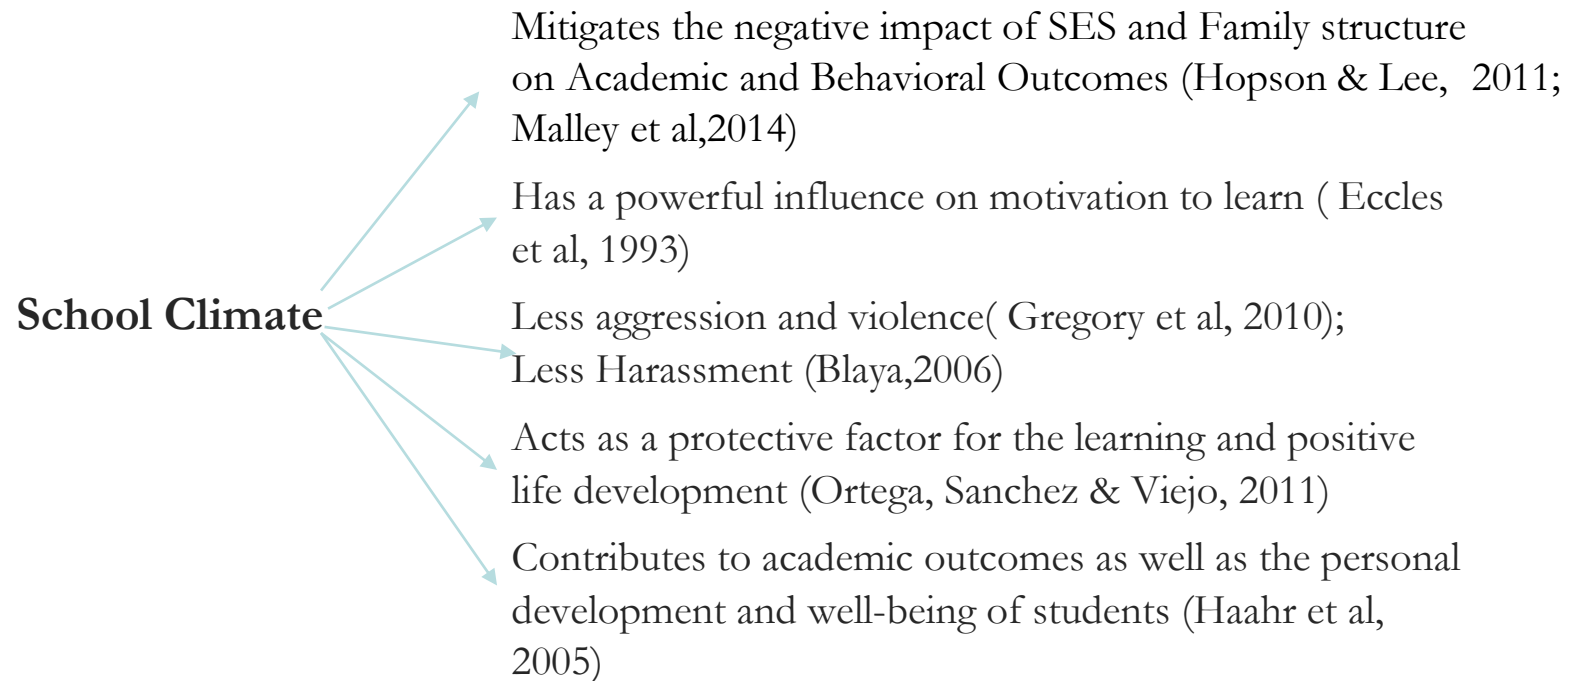 Mitigates the negative impact of SES and Family structure
on Academic and Behavioral Outcomes (Hopson & Lee, 2011;
Malley et al,2014)
Has a powerful influence on motivation to learn ( Eccles
et al, 1993)
School Climate
Less aggression and violence( Gregory et al, 2010);
Less Harassment (Blaya,2006)
Acts as a protective factor for the learning and positive
life development (Ortega, Sanchez & Viejo, 2011)
Contributes to academic outcomes as well as the personal
development and well-being of students (Haahr et al,
2005)